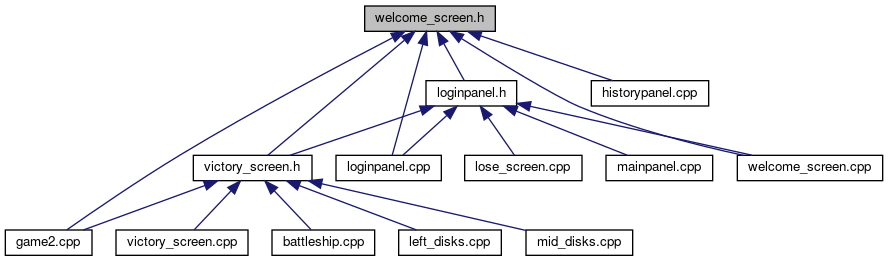 welcome_screen.h
loginpanel.h
historypanel.cpp
victory_screen.h
loginpanel.cpp
lose_screen.cpp
mainpanel.cpp
welcome_screen.cpp
game2.cpp
victory_screen.cpp
battleship.cpp
left_disks.cpp
mid_disks.cpp